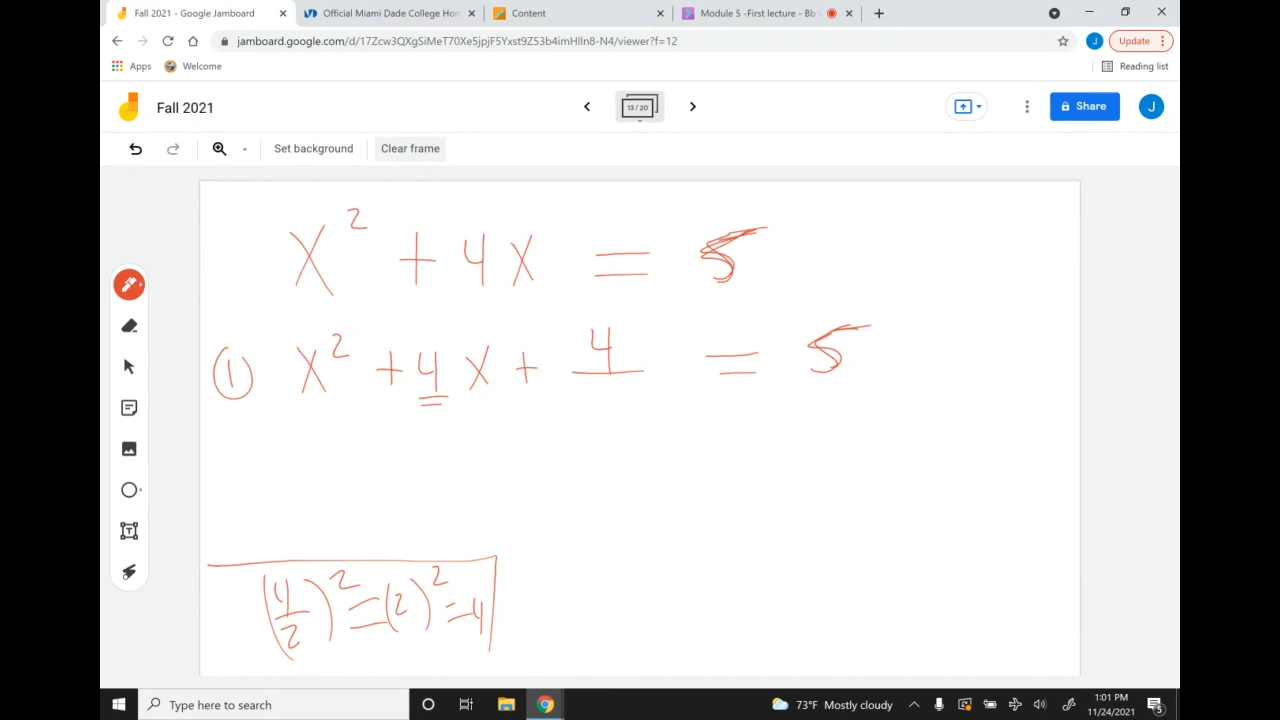 Fall 2021 - Google Jamboard
Official Miami Dade College Hom
Content
Module 5 -First lecture - Bb
jamboard.google.com/d/17Zcw3QXgSiMeT70Xe5jpjF5Yxst9Z53b4imHlln8-N4/viewer?f=12
J
Update
Apps
Welcome
Reading list
Fall 2021
13 / 20
Share
J
Set background
Clear frame
x² + 4x = 5
① x² + 4x + 4 = 5
(4/2)² = (2)² = 4
Type here to search
73°F Mostly cloudy
1:01 PM
11/24/2021
5